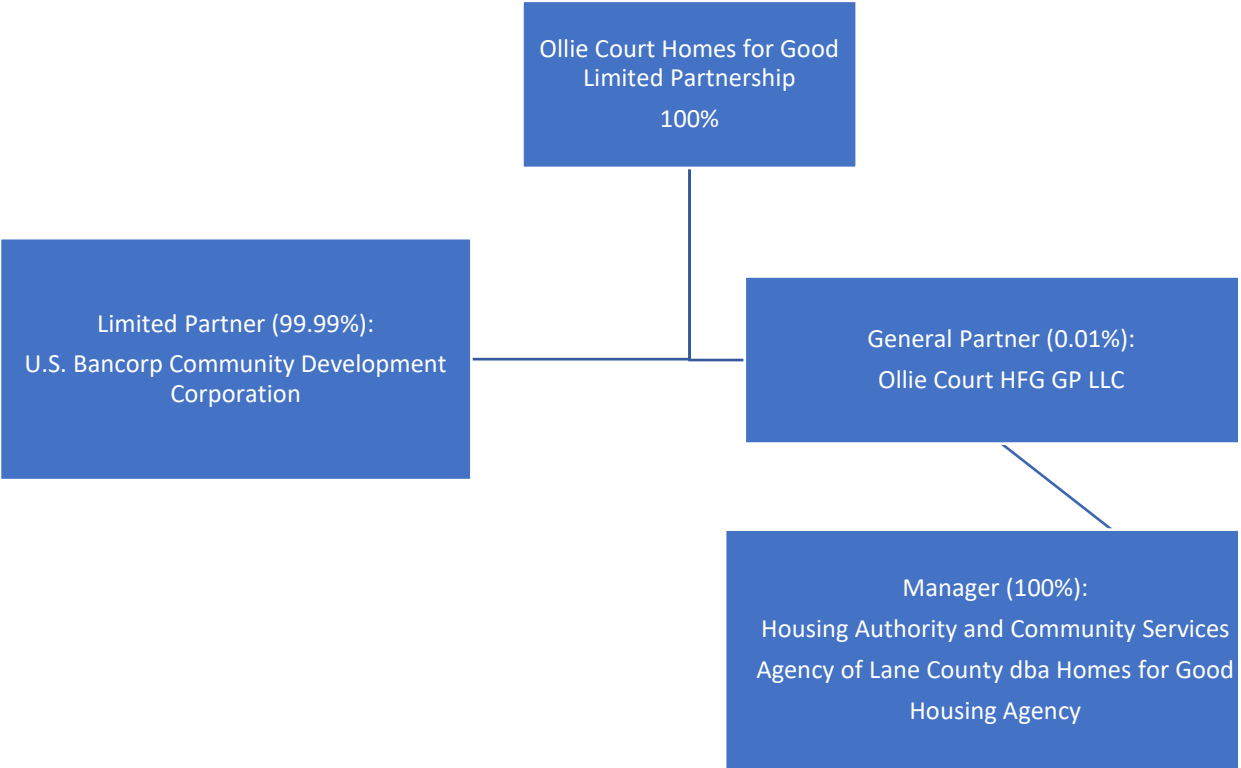 Ollie Court Homes for Good
Limited Partnership
100%
Limited Partner (99.99%):
U.S. Bancorp Community Development
Corporation
General Partner (0.01%):
Ollie Court HFG GP LLC
Manager (100%):
Housing Authority and Community Services
Agency of Lane County dba Homes for Good
Housing Agency